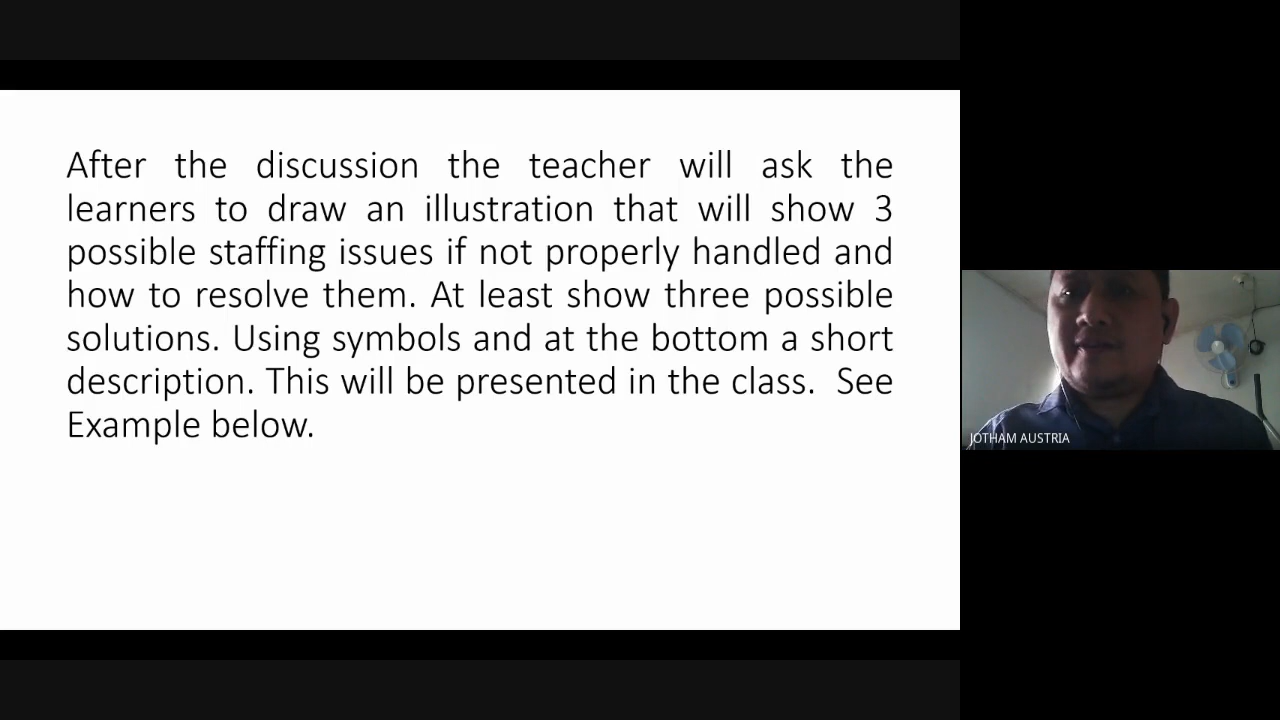 After the discussion the teacher will ask the
learners to draw an illustration that will show 3
possible staffing issues if not properly handled and
how to resolve them. At least show three possible
solutions. Using symbols and at the bottom a short
description. This will be presented in the class. See
Example below.
JOTHAM AUSTRIA